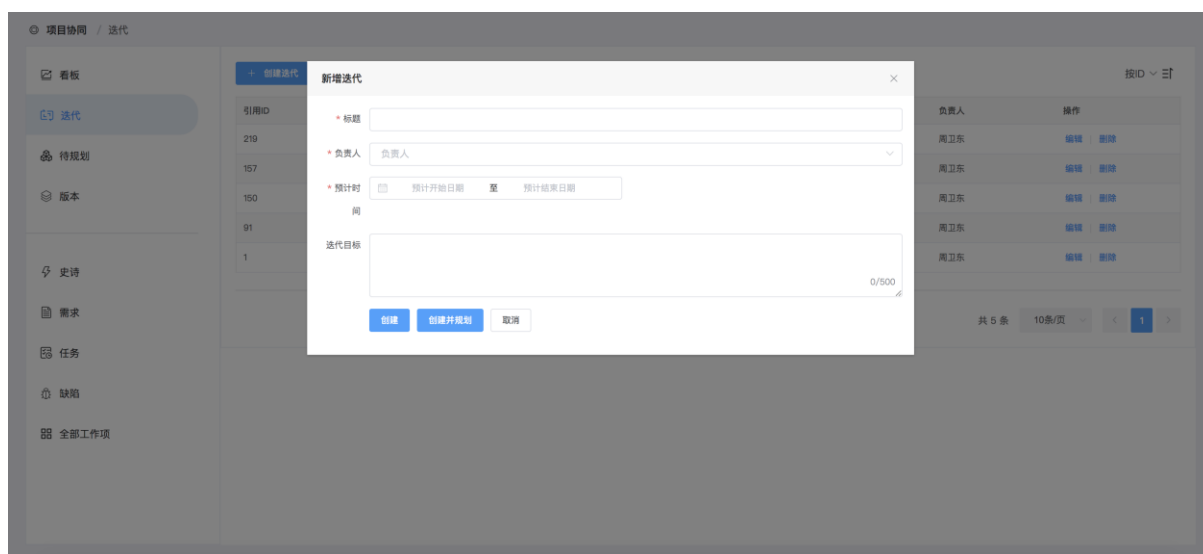 项目协同 / 迭代
看板
迭代
待规划
版本
史诗
需求
任务
缺陷
全部工作项
+ 创建迭代
按ID
引用ID
负责人
操作
219
周卫东
编辑
删除
157
周卫东
编辑
删除
150
周卫东
编辑
删除
91
周卫东
编辑
删除
1
周卫东
编辑
删除
共 5 条
10条/页
1
新增迭代
* 标题
* 负责人
负责人
* 预计时
间
预计开始日期 至 预计结束日期
迭代目标
0/500
创建
创建并规划
取消